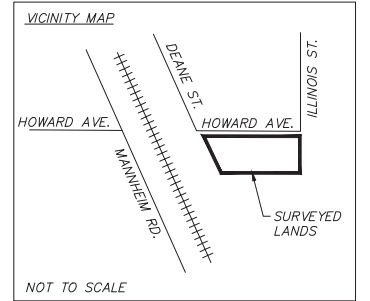 VICINITY MAP
DEANE ST.
ILLINOIS ST.
HOWARD AVE.
HOWARD AVE.
MANNHEIM RD.
SURVEYED
LANDS
NOT TO SCALE